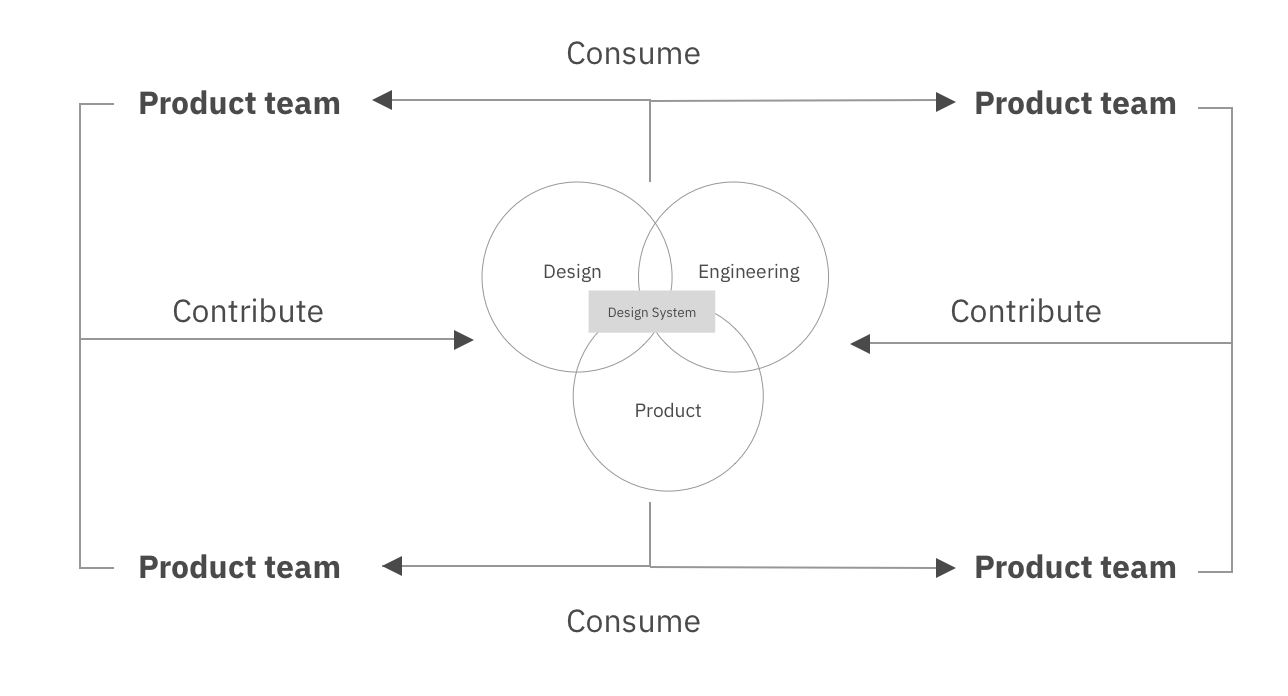 Consume
Product team
Product team
Design
Engineering
Design System
Contribute
Contribute
Product
Product team
Product team
Consume